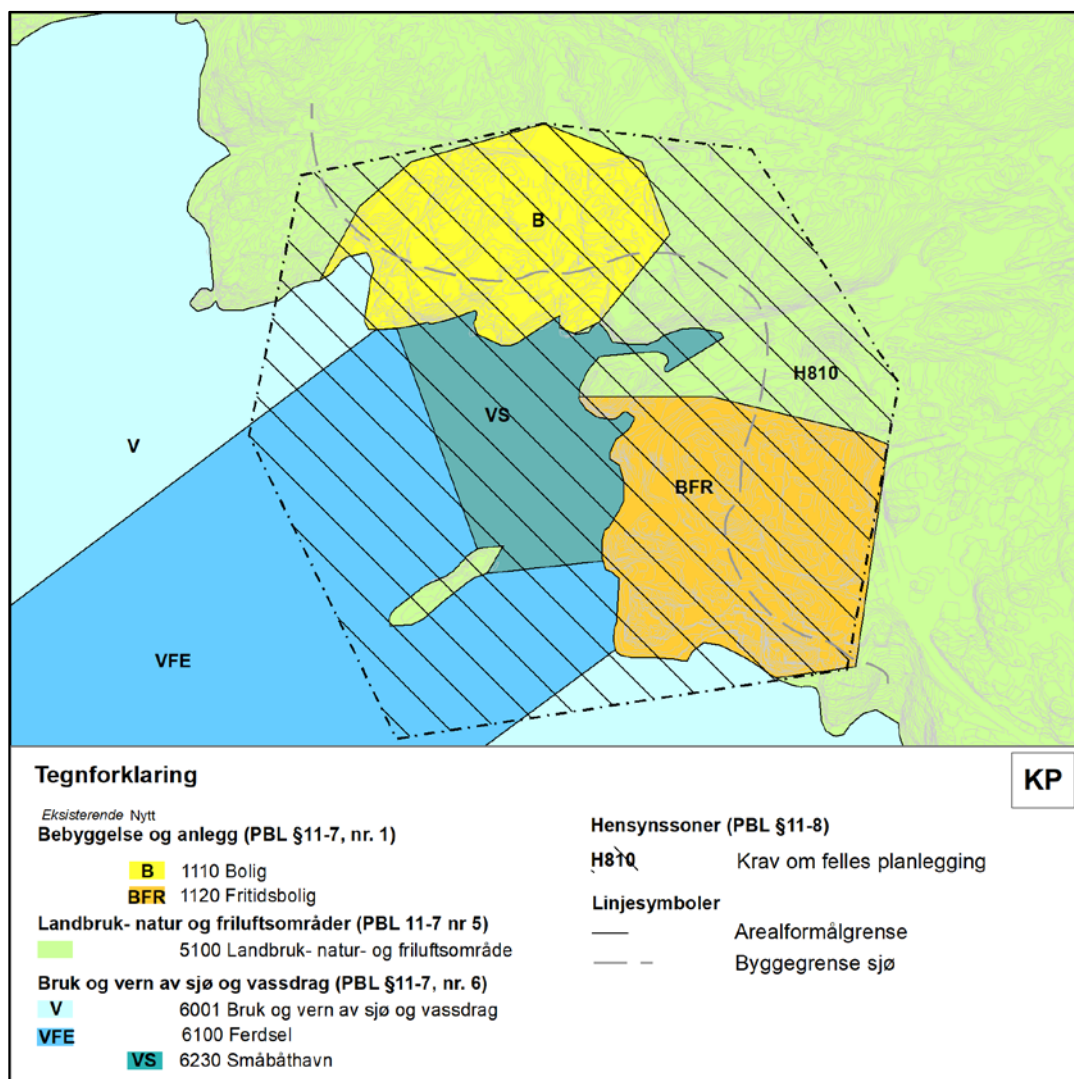 B
H810
VS
V
BFR
VFE
Tegnforklaring
KP
Eksisterende Nytt
Bebyggelse og anlegg (PBL §11-7, nr. 1)
B 1110 Bolig
BFR 1120 Fritidsbolig
Landbruk- natur og friluftsområder (PBL 11-7 nr 5)
5100 Landbruk- natur- og friluftsområde
Bruk og vern av sjø og vassdrag (PBL §11-7, nr. 6)
V 6001 Bruk og vern av sjø og vassdrag
VFE 6100 Ferdsel
VS 6230 Småbåthavn
Hensynssoner (PBL §11-8)
H810 Krav om felles planlegging
Linjesymboler
Arealformålgrense
Byggegrense sjø